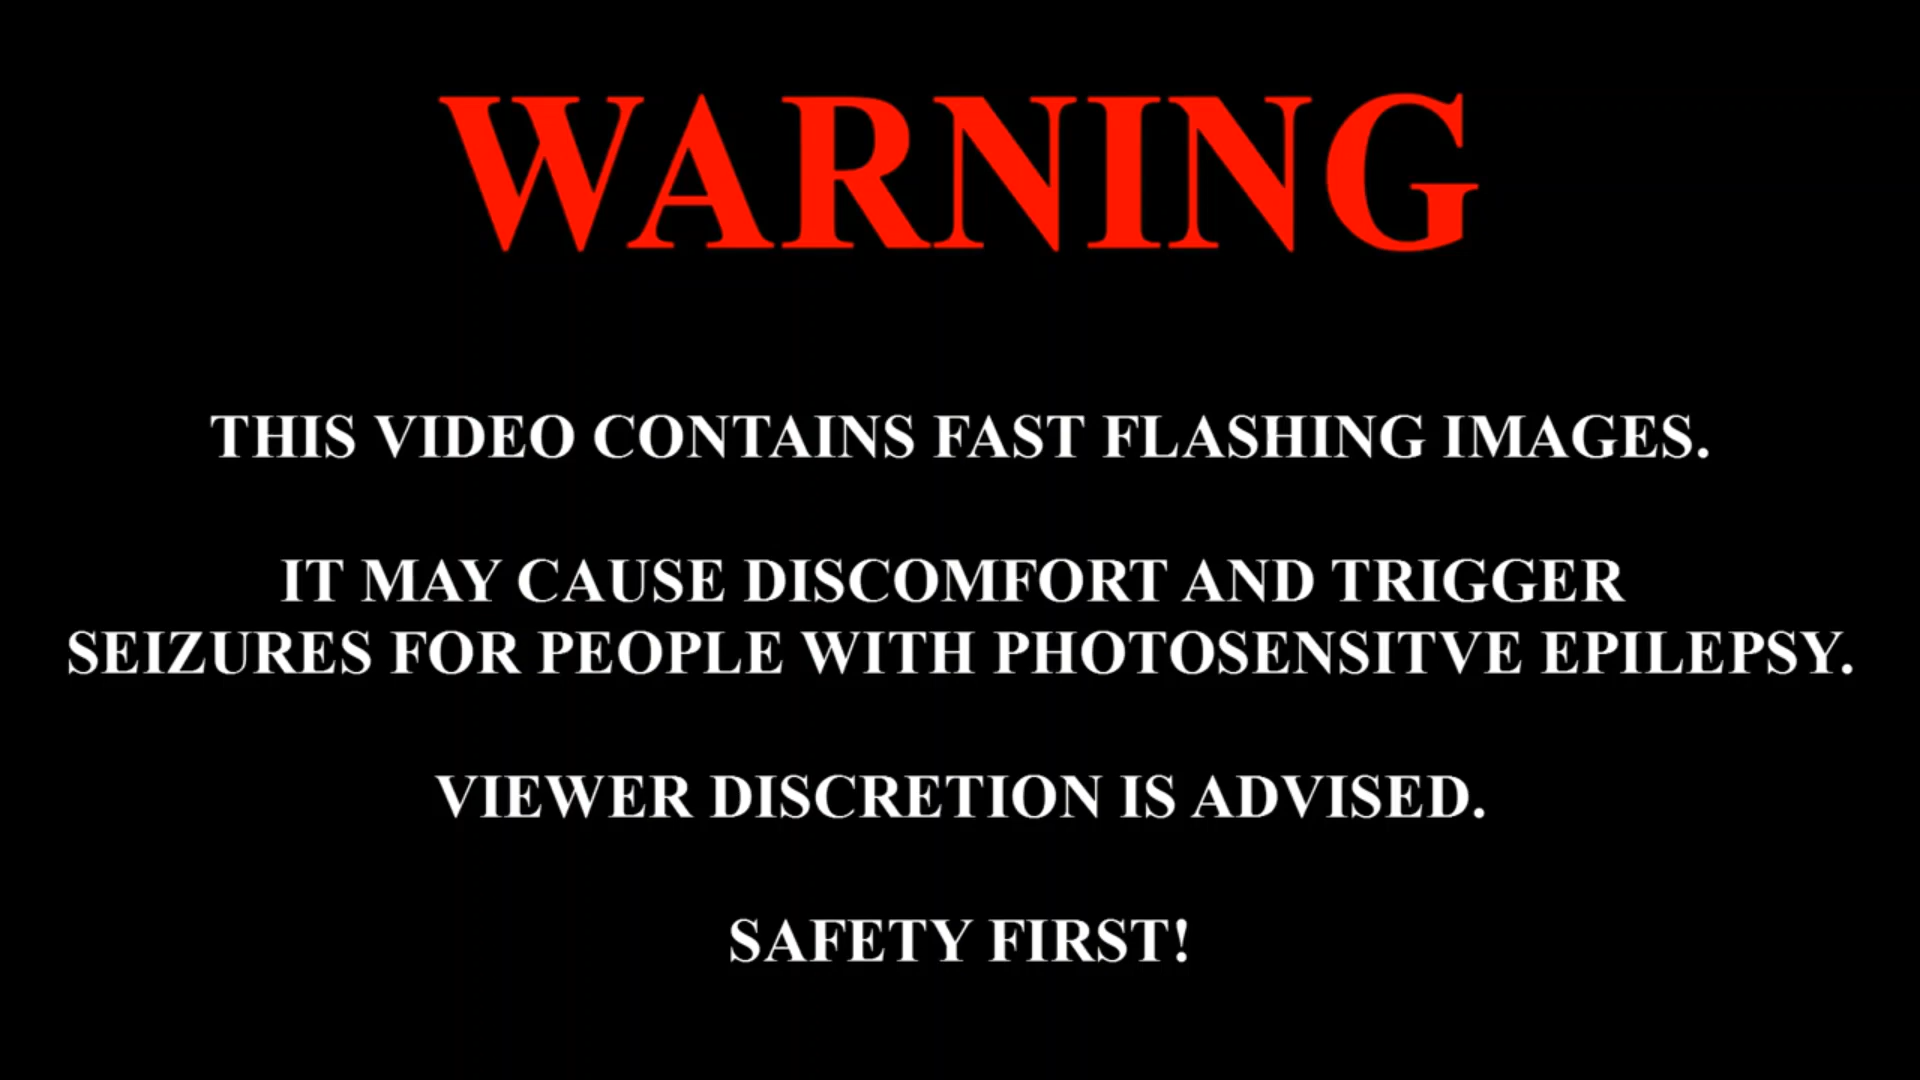 WARNING
THIS VIDEO CONTAINS FAST FLASHING IMAGES.
IT MAY CAUSE DISCOMFORT AND TRIGGER
SEIZURES FOR PEOPLE WITH PHOTOSENSITVE EPILEPSY.
VIEWER DISCRETION IS ADVISED.
SAFETY FIRST!